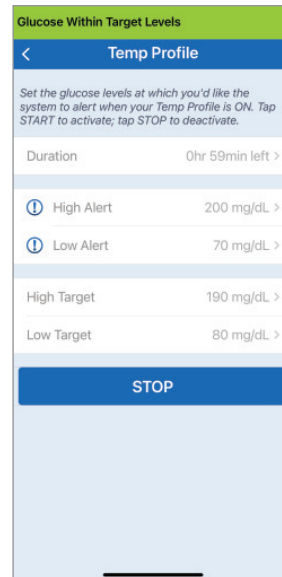 Glucose Within Target Levels
Temp Profile
Set the glucose levels at which you'd like the
system to alert when your Temp Profile is ON. Tap
START to activate; tap STOP to deactivate.
Duration 0hr 59min left >
High Alert 200 mg/dL >
Low Alert 70 mg/dL >
High Target 190 mg/dL >
Low Target 80 mg/dL >
STOP